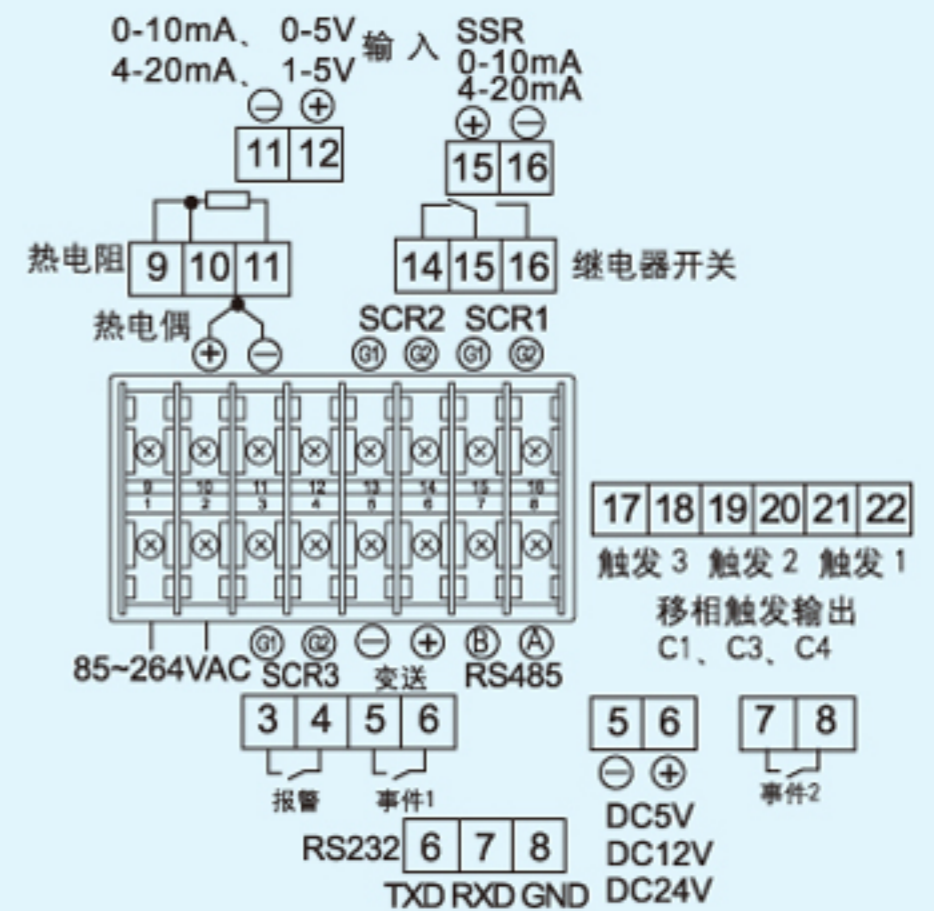 0-10mA、 0-5V 输 入 SSR
4-20mA、 1-5V 0-10mA
4-20mA
⊖ ⊕
11 12
⊕ ⊖
15 16
热电阻 9 10 11
14 15 16 继电器开关
热电偶
⊕ ⊖
SCR2 SCR1
G1 G2 G1 G2
9 10 11 12 13 14 15 16
1 2 3 4 5 6 7 8
17 18 19 20 21 22
触发 3 触发 2 触发 1
移相触发输出
C1、C3、C4
G1 G2 ⊖ ⊕ B A
85~264VAC SCR3 变送 RS485
3 4 5 6
报警 事件1
5 6
⊖ ⊕
DC5V
DC12V
DC24V
7 8
事件2
RS232 6 7 8
TXD RXD GND